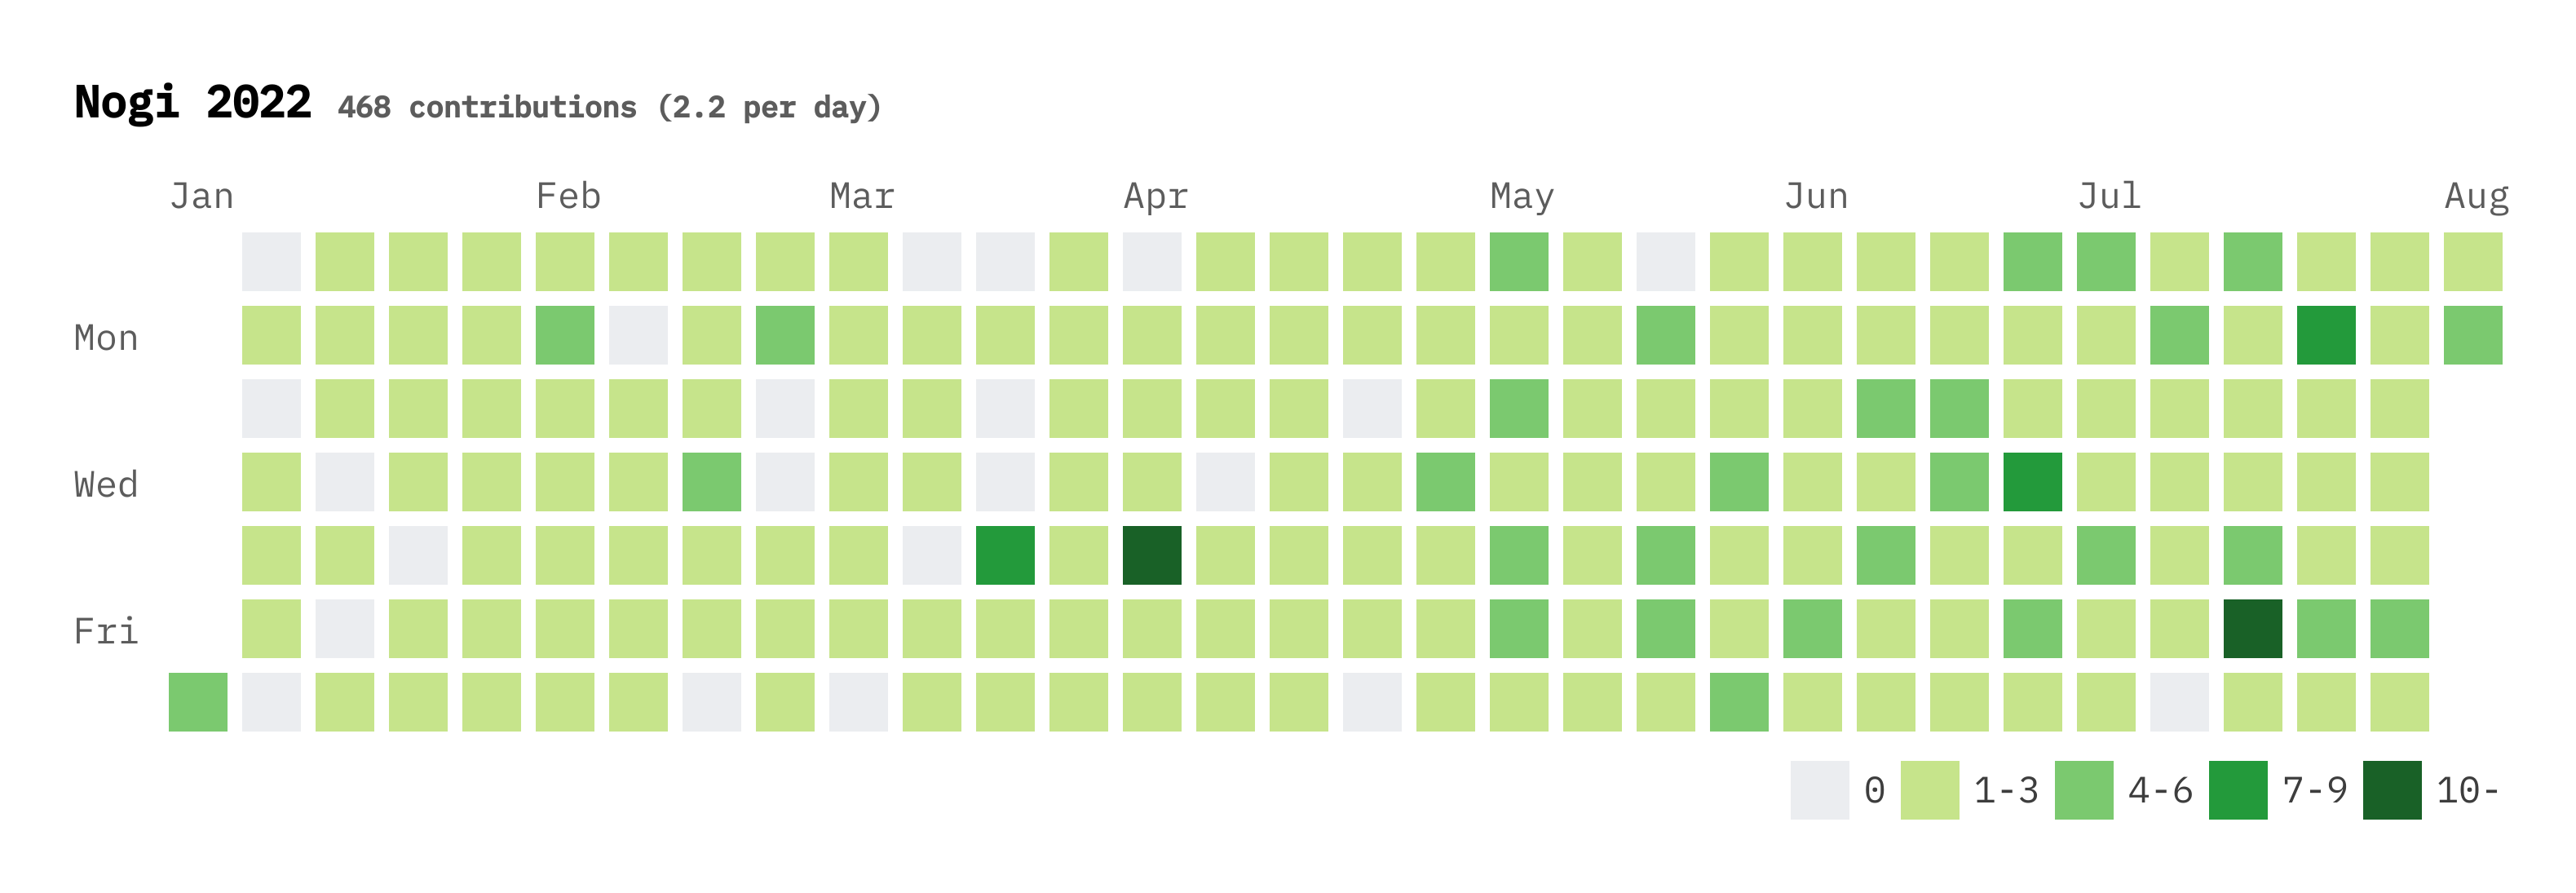 Nogi 2022 468 contributions (2.2 per day)
Jan Feb Mar Apr May Jun Jul Aug
Mon
Wed
Fri
0 1-3 4-6 7-9 10-